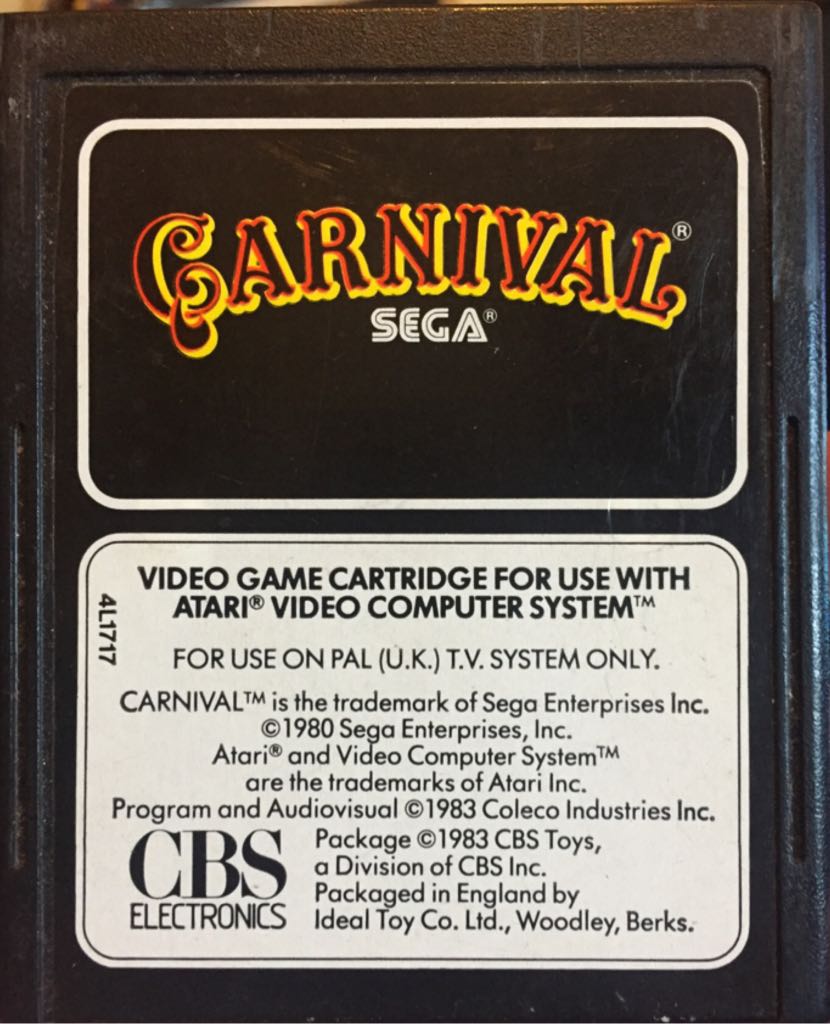 CARNIVAL®
SEGA®
VIDEO GAME CARTRIDGE FOR USE WITH
ATARI® VIDEO COMPUTER SYSTEM™
4L1717
FOR USE ON PAL (U.K.) T.V. SYSTEM ONLY.
CARNIVAL™ is the trademark of Sega Enterprises Inc.
©1980 Sega Enterprises, Inc.
Atari® and Video Computer System™
are the trademarks of Atari Inc.
Program and Audiovisual ©1983 Coleco Industries Inc.
CBS
ELECTRONICS
Package ©1983 CBS Toys,
a Division of CBS Inc.
Packaged in England by
Ideal Toy Co. Ltd., Woodley, Berks.